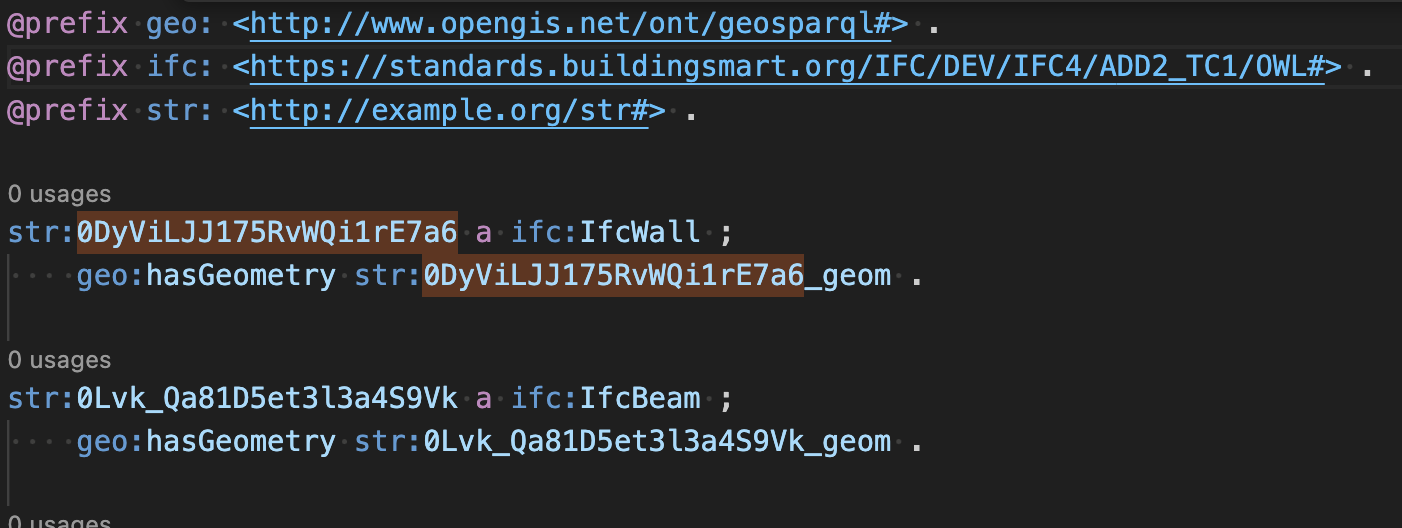 @prefix geo: <http://www.opengis.net/ont/geosparql#> .
@prefix ifc: <https://standards.buildingsmart.org/IFC/DEV/IFC4/ADD2_TC1/OWL#> .
@prefix str: <http://example.org/str#> .
0 usages
str:0DyViLJJ175RvWQi1rE7a6 a ifc:IfcWall ;
geo:hasGeometry str:0DyViLJJ175RvWQi1rE7a6_geom .
0 usages
str:0Lvk_Qa81D5et3l3a4S9Vk a ifc:IfcBeam ;
geo:hasGeometry str:0Lvk_Qa81D5et3l3a4S9Vk_geom .
0 usages